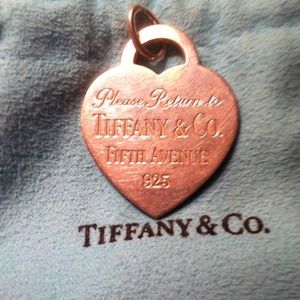 Please Return to
TIFFANY & CO.
FIFTH AVENUE
925
TIFFANY & CO.